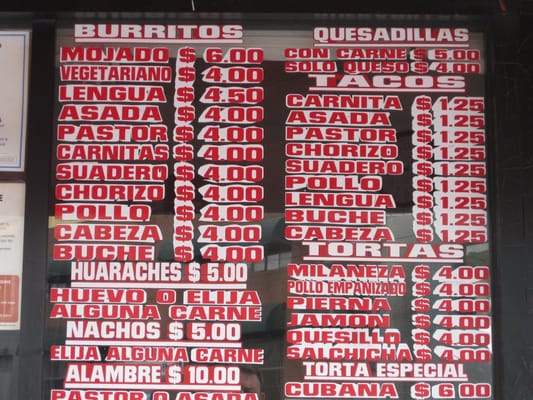 BURRITOS
MOJADO $ 6.00
VEGETARIANO $ 4.00
LENGUA $ 4.50
ASADA $ 4.00
PASTOR $ 4.00
CARNITAS $ 4.00
SUADERO $ 4.00
CHORIZO $ 4.00
POLLO $ 4.00
CABEZA $ 4.00
BUCHE $ 4.00
HUARACHES $ 5.00
HUEVO O ELIJA
ALGUNA CARNE
NACHOS $ 5.00
ELIJA ALGUNA CARNE
ALAMBRE $ 10.00
PASTOR O ASADA
QUESADILLAS
CON CARNE $ 5.00
SOLO QUESO $ 4.00
TACOS
CARNITA $ 1.25
ASADA $ 1.25
PASTOR $ 1.25
CHORIZO $ 1.25
SUADERO $ 1.25
POLLO $ 1.25
LENGUA $ 1.25
BUCHE $ 1.25
CABEZA $ 1.25
TORTAS
MILANEZA $ 4.00
POLLO EMPANIZADO $ 4.00
PIERNA $ 4.00
JAMON $ 4.00
QUESILLO $ 4.00
SALCHICHA $ 4.00
TORTA ESPECIAL
CUBANA $ 6.00